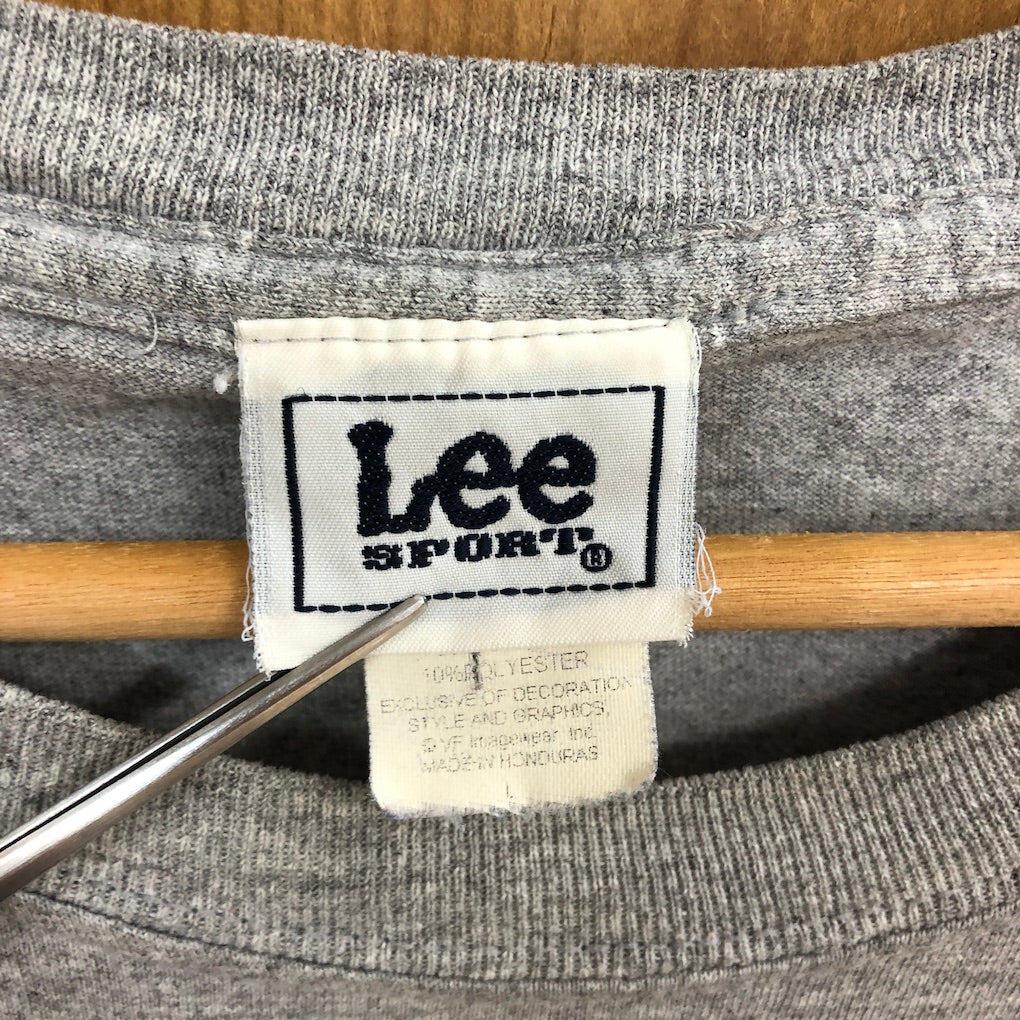 Lee
SPORT®
10% POLYESTER
EXCLUSIVE OF DECORATION
STYLE AND GRAPHICS,
© VF Imagewear, Inc.
MADE IN HONDURAS
L